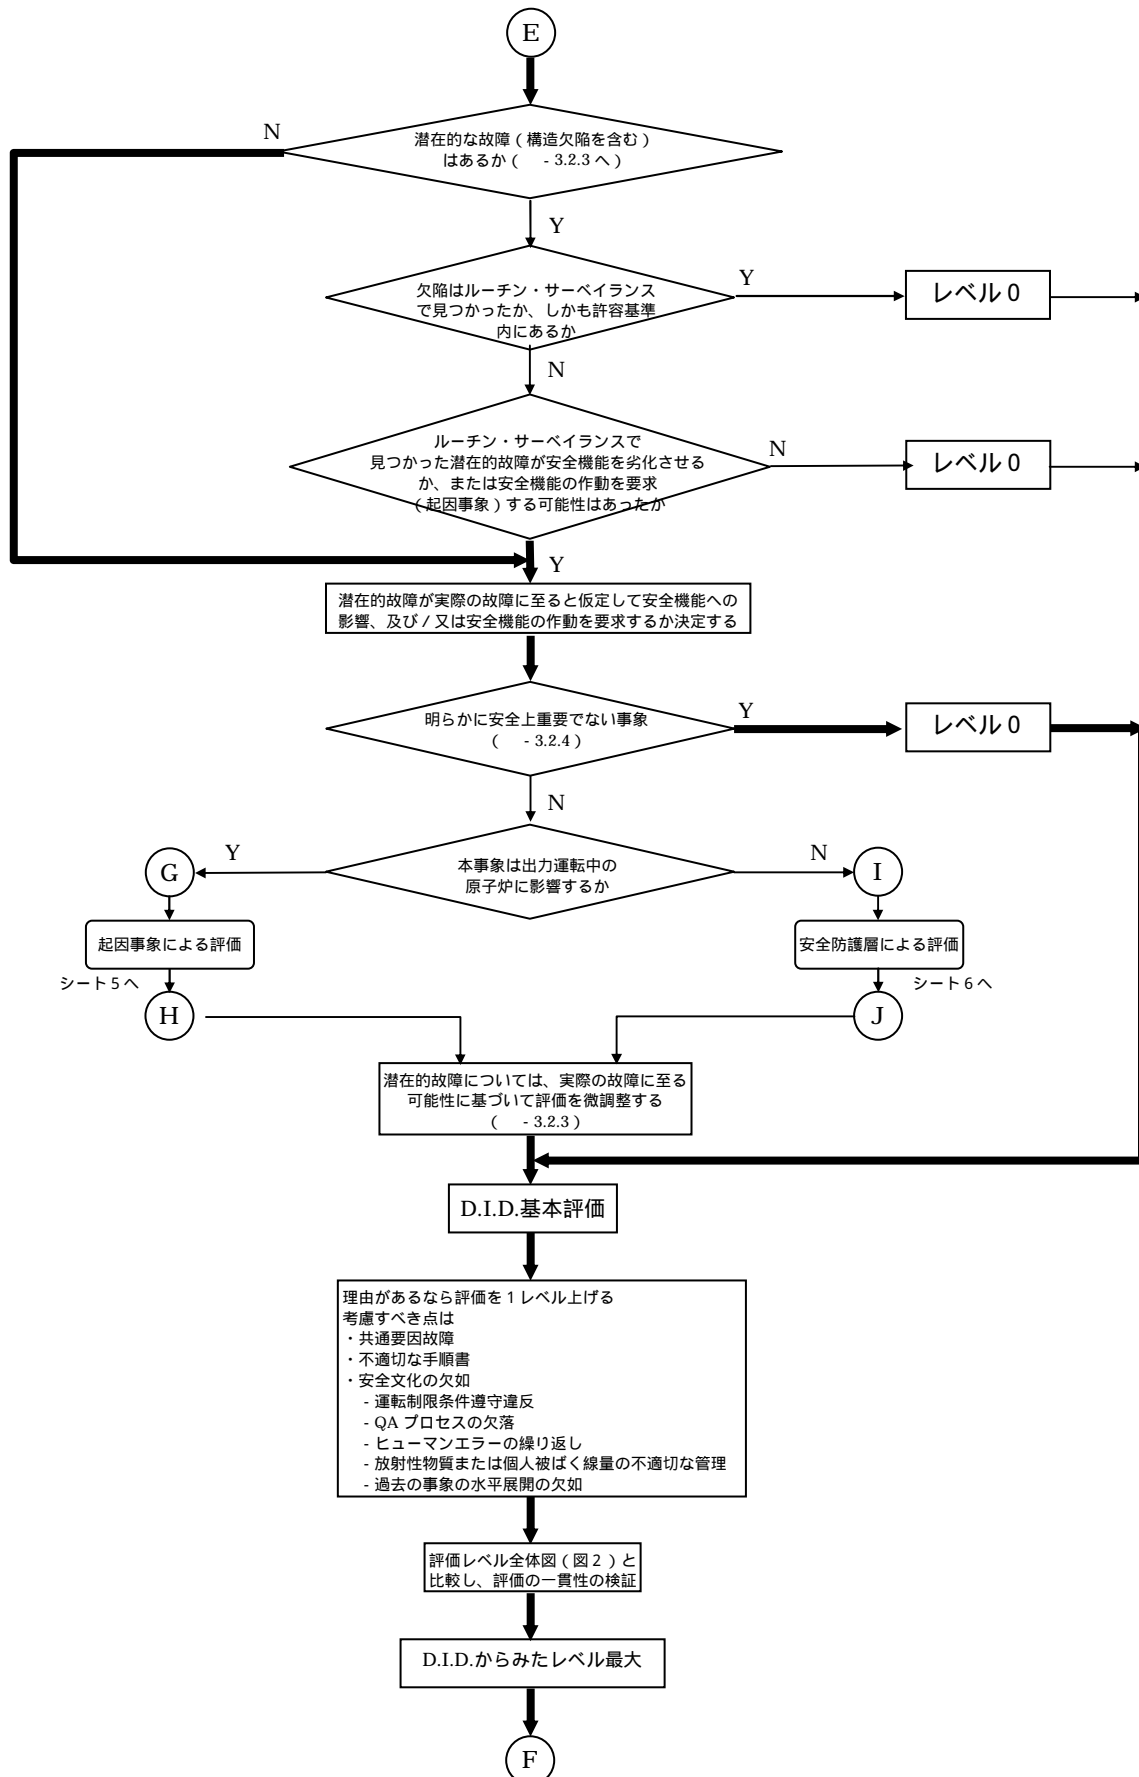 E
N
潜在的な故障（構造欠陥を含む）
はあるか（　- 3.2.3 へ）
Y
欠陥はルーチン・サーベイランス
で見つかったか、しかも許容基準
内にあるか
Y
レベル０
N
ルーチン・サーベイランスで
見つかった潜在的故障が安全機能を劣化させる
か、または安全機能の作動を要求
（起因事象）する可能性はあったか
N
レベル０
Y
潜在的故障が実際の故障に至ると仮定して安全機能への
影響、及び／又は安全機能の作動を要求するか決定する
明らかに安全上重要でない事象
（　- 3.2.4）
Y
レベル０
N
本事象は出力運転中の
原子炉に影響するか
Y
N
G
I
起因事象による評価
安全防護層による評価
シート５へ
シート６へ
H
J
潜在的故障については、実際の故障に至る
可能性に基づいて評価を微調整する
（　- 3.2.3）
D.I.D.基本評価
理由があるなら評価を１レベル上げる
考慮すべき点は
・共通要因故障
・不適切な手順書
・安全文化の欠如
- 運転制限条件遵守違反
- QA プロセスの欠落
- ヒューマンエラーの繰り返し
- 放射性物質または個人被ばく線量の不適切な管理
- 過去の事象の水平展開の欠如
評価レベル全体図（図２）と
比較し、評価の一貫性の検証
D.I.D.からみたレベル最大
F